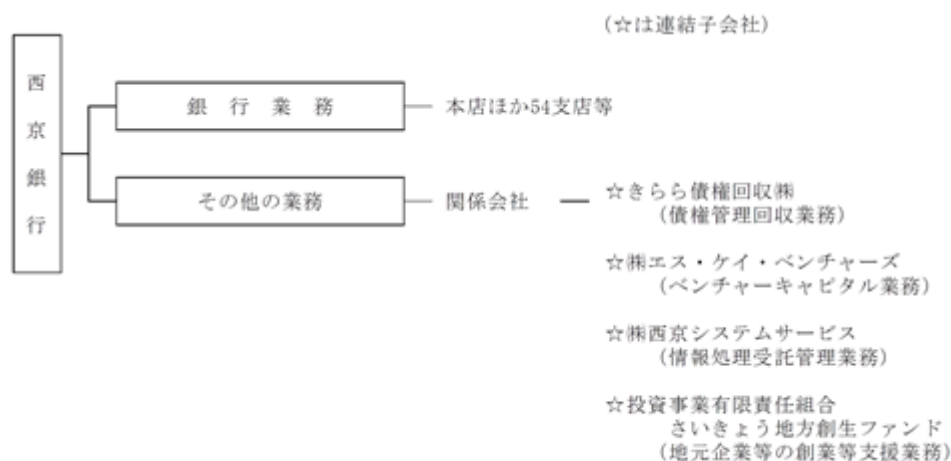 (☆は連結子会社)
西京銀行
銀行業務
本店ほか54支店等
その他の業務
関係会社
☆きらら債権回収㈱
(債権管理回収業務)
☆㈱エス・ケイ・ベンチャーズ
(ベンチャーキャピタル業務)
☆㈱西京システムサービス
(情報処理受託管理業務)
☆投資事業有限責任組合
さいきょう地方創生ファンド
(地元企業等の創業等支援業務)